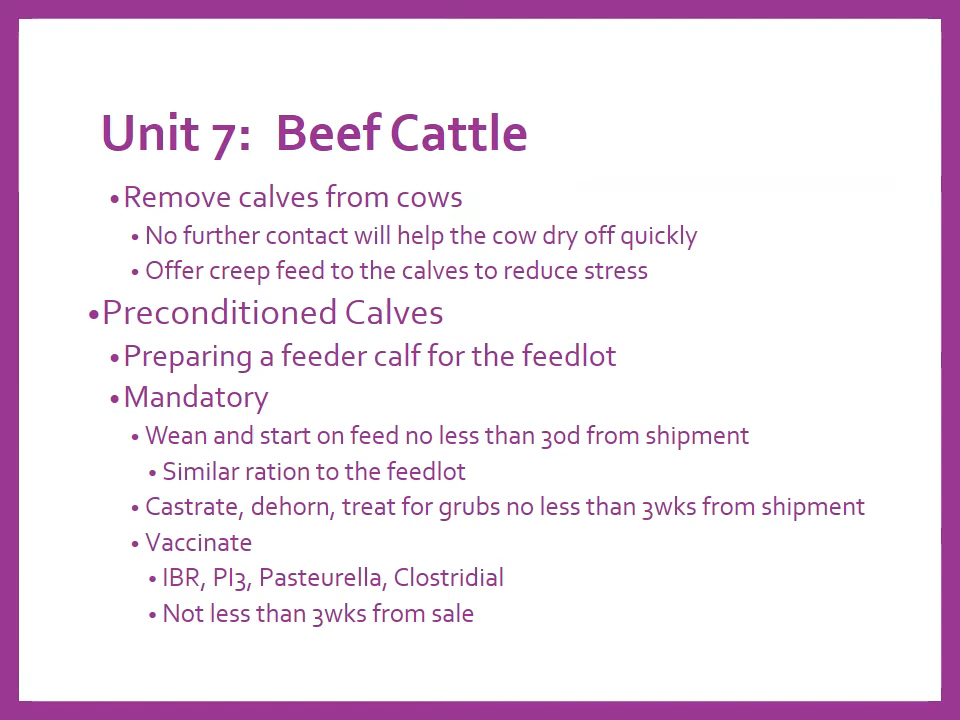 Unit 7:  Beef Cattle
•Remove calves from cows
•No further contact will help the cow dry off quickly
•Offer creep feed to the calves to reduce stress
•Preconditioned Calves
•Preparing a feeder calf for the feedlot
•Mandatory
•Wean and start on feed no less than 30d from shipment
•Similar ration to the feedlot
•Castrate, dehorn, treat for grubs no less than 3wks from shipment
•Vaccinate
•IBR, PI3, Pasteurella, Clostridial
•Not less than 3wks from sale